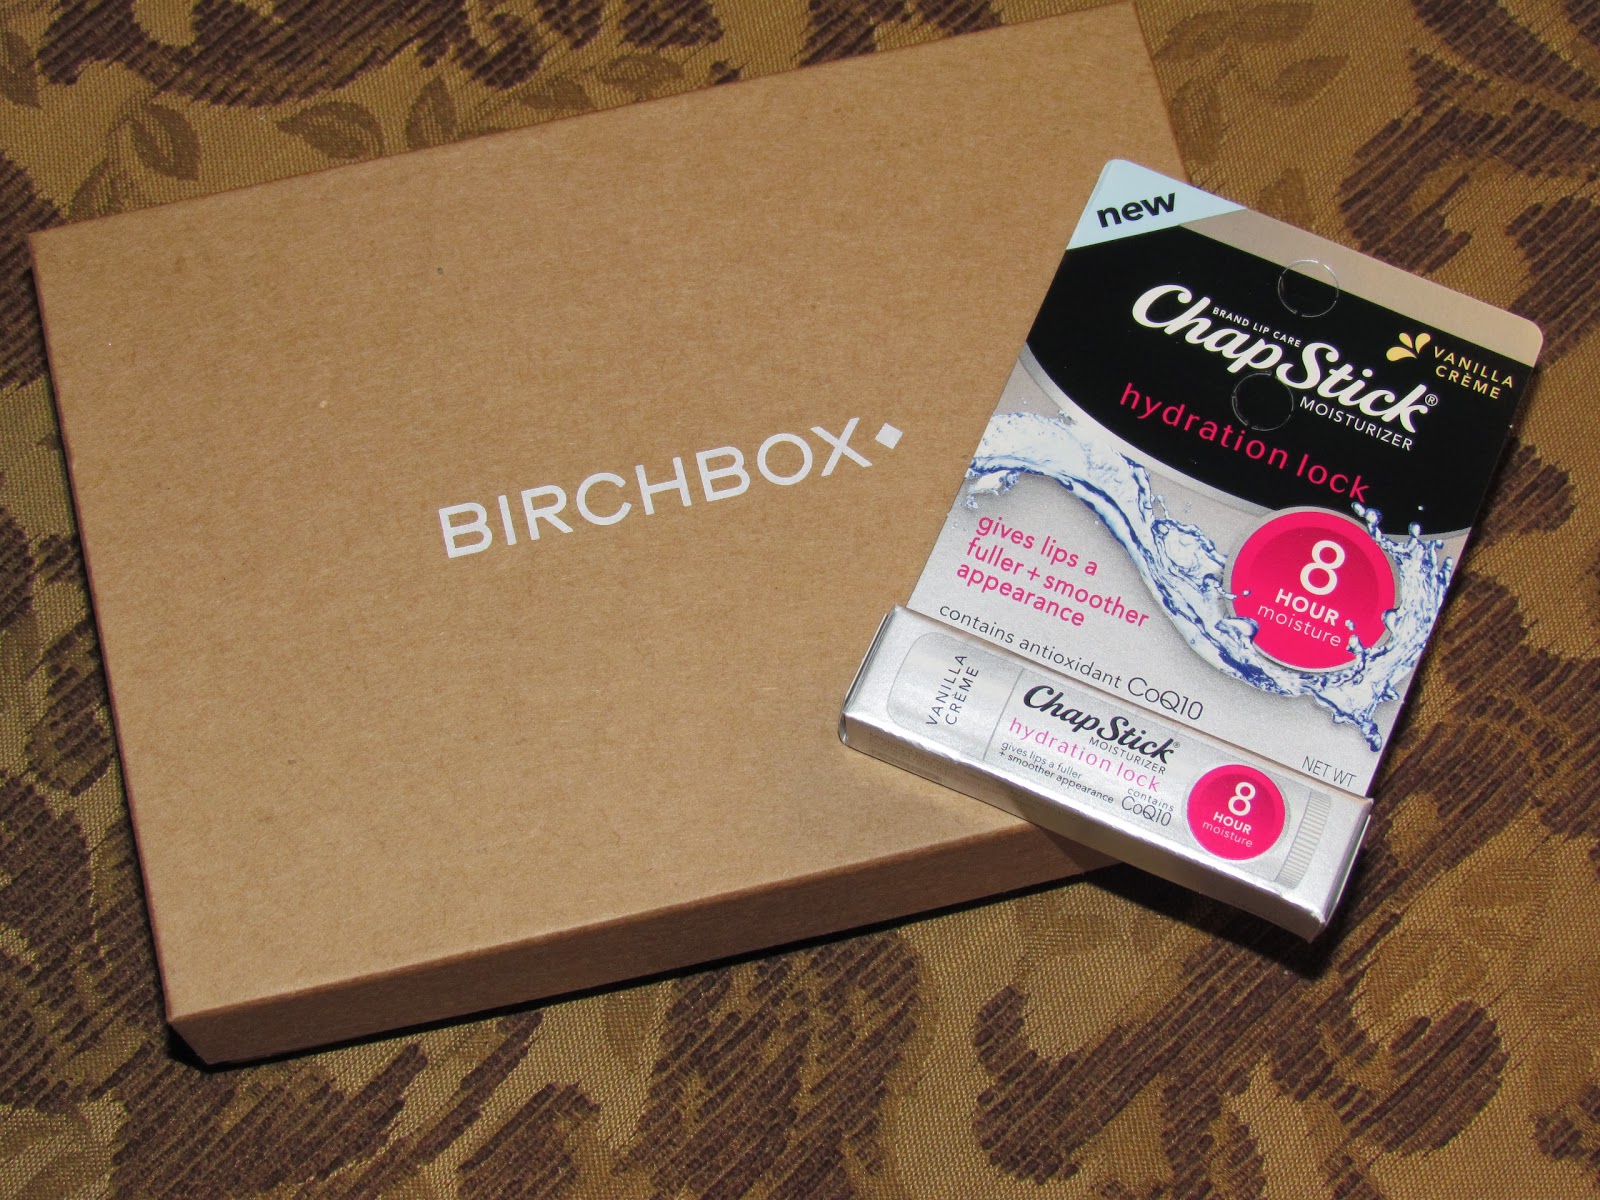 BIRCHBOX
new
BRAND LIP CARE
ChapStick®
MOISTURIZER
VANILLA
CRÈME
hydration lock
8
HOUR
moisture
gives lips a
fuller + smoother
appearance
contains antioxidant CoQ10
NET WT
VANILLA
CRÈME
ChapStick®
MOISTURIZER
hydration lock
gives lips a fuller
+ smoother appearance
contains
CoQ10
8
HOUR
moisture